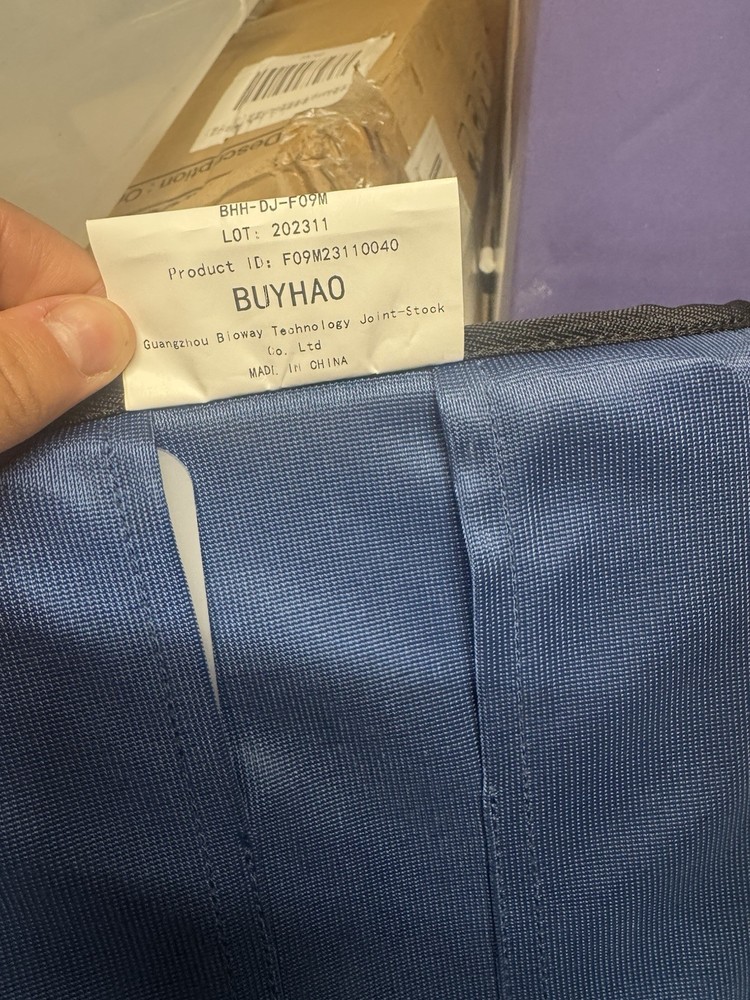 BHH-DJ-F09M
LOT: 202311
Product ID: F09M23110040
BUYHAO
Guangzhou Bioway Technology Joint-Stock
Co. Ltd
MADE IN CHINA
Description: